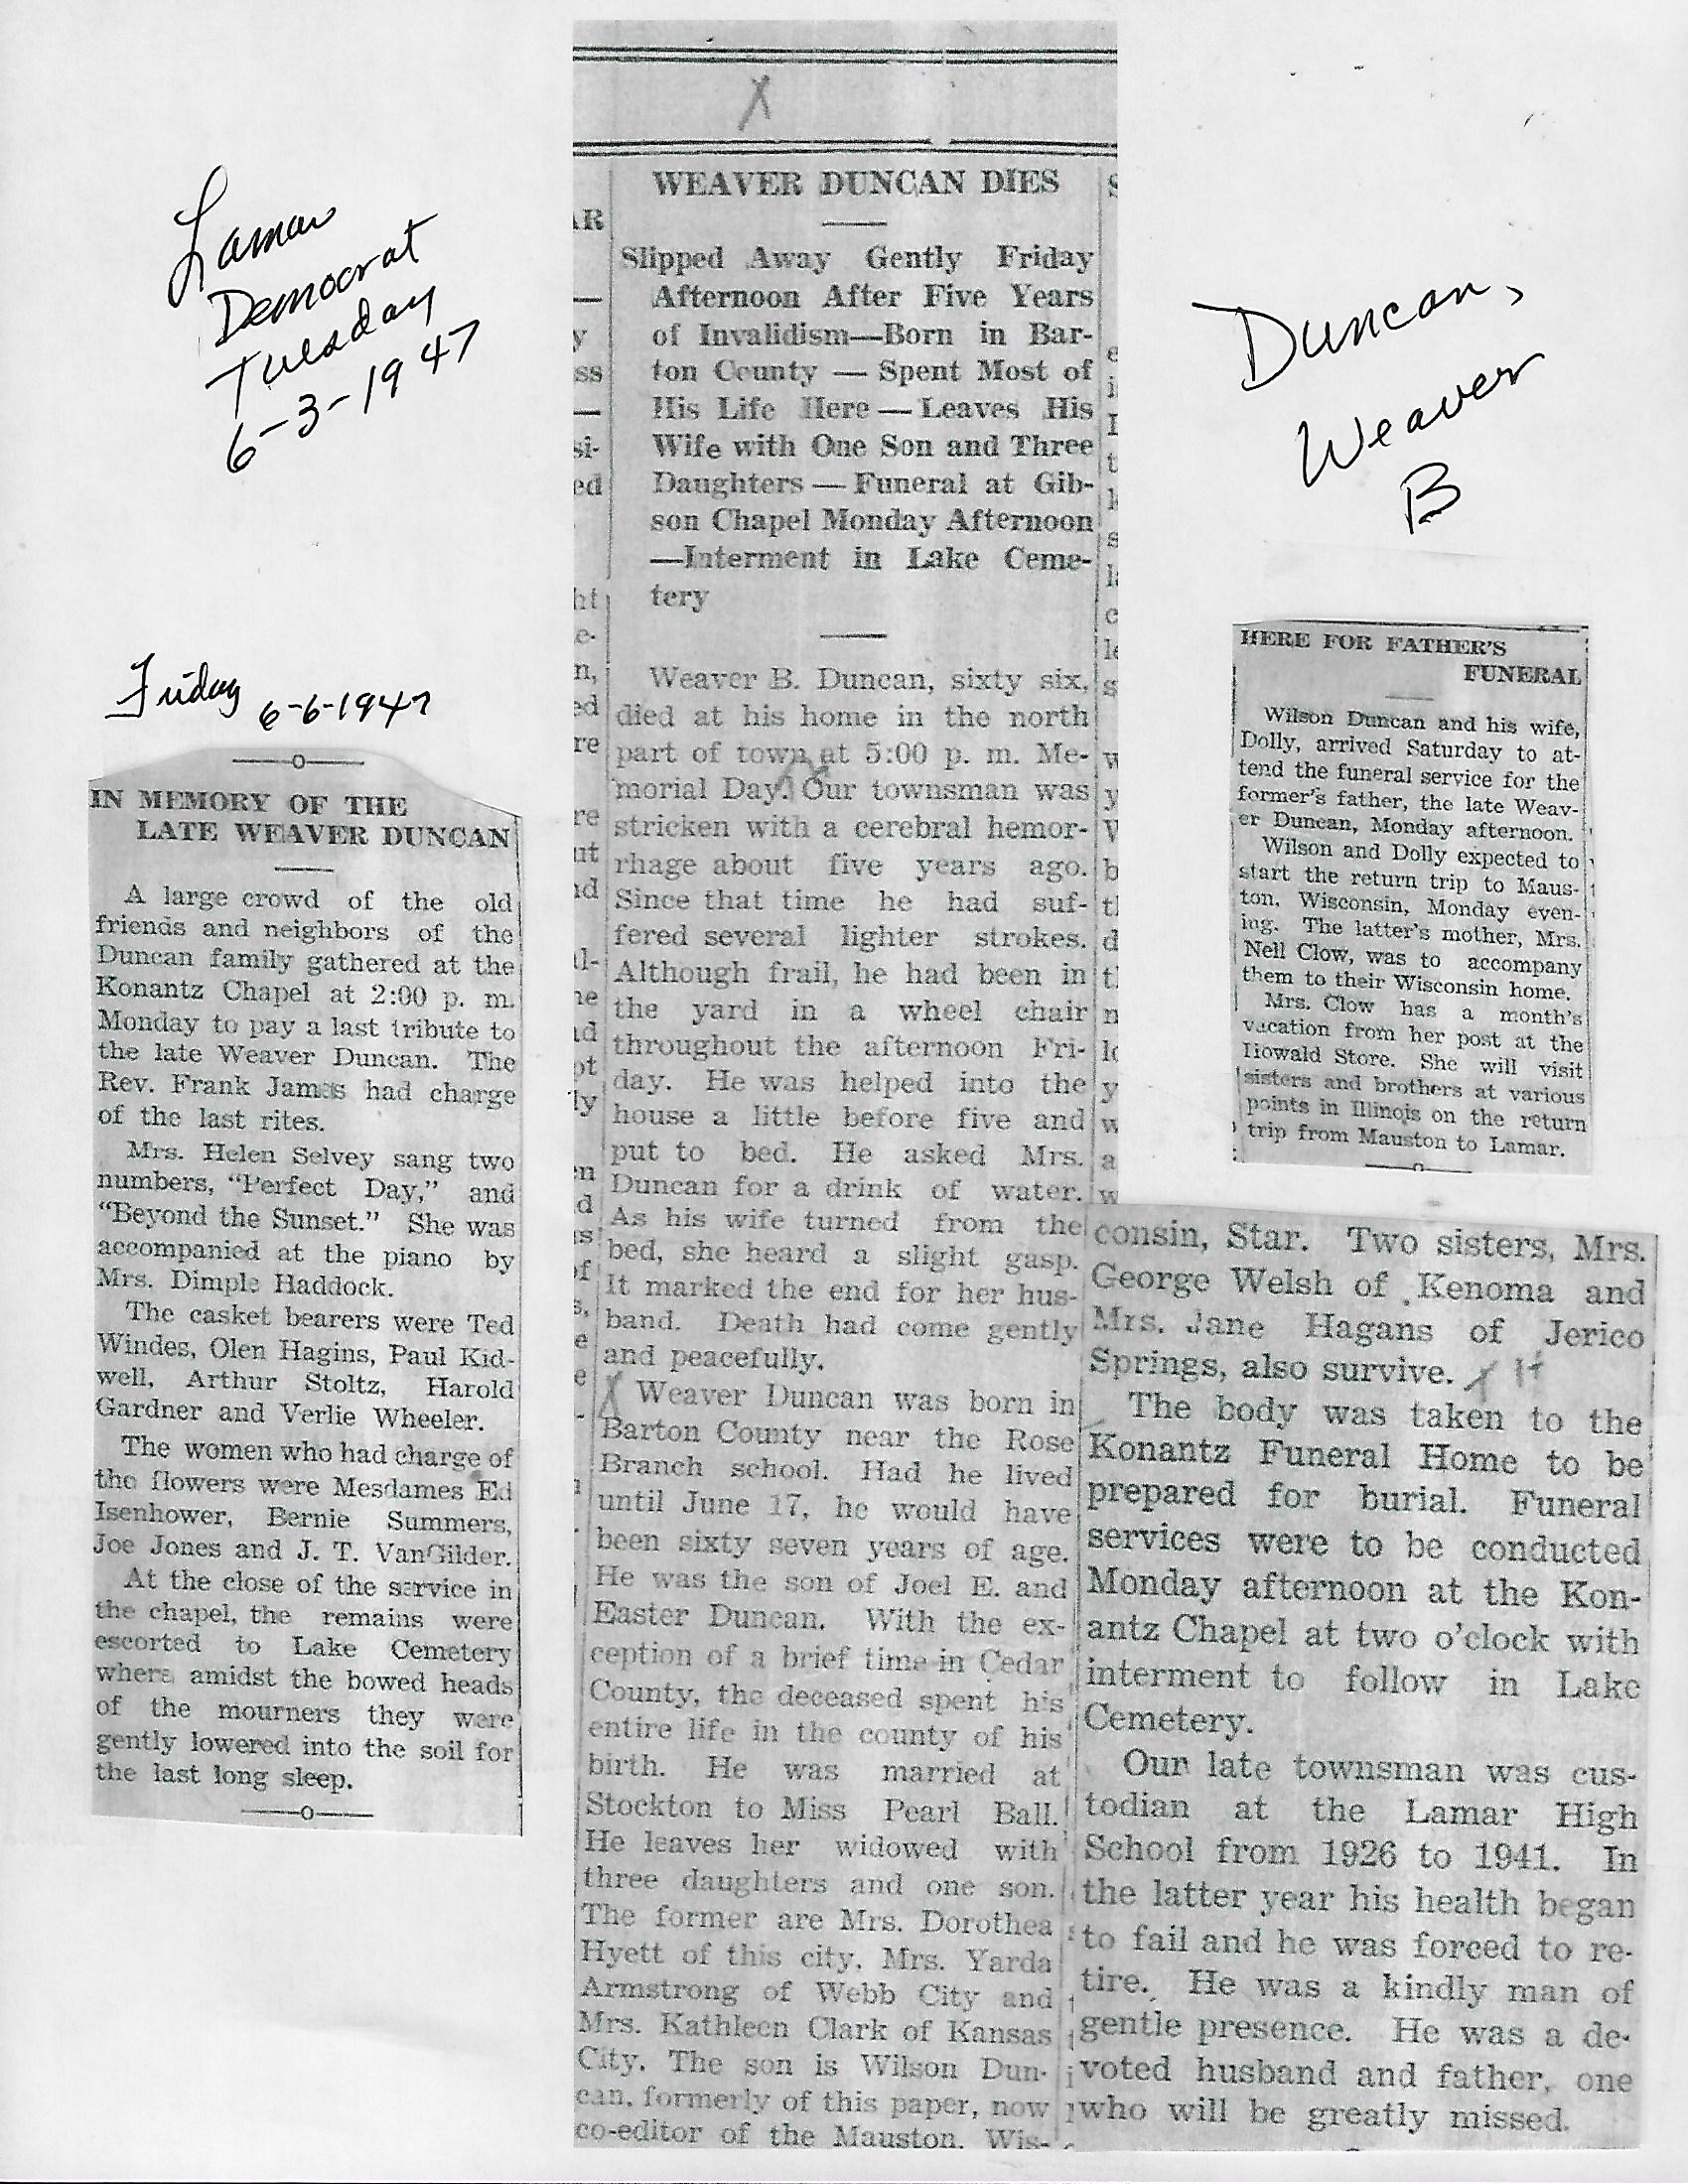 Lamar
Democrat
Tuesday
6-3-1947
Friday 6-6-1947
IN MEMORY OF THE
LATE WEAVER DUNCAN
A large crowd of the old
friends and neighbors of the
Duncan family gathered at the
Konantz Chapel at 2:00 p. m.
Monday to pay a last tribute to
the late Weaver Duncan. The
Rev. Frank James had charge
of the last rites.
Mrs. Helen Selvey sang two
numbers, "Perfect Day," and
"Beyond the Sunset." She was
accompanied at the piano by
Mrs. Dimple Haddock.
The casket bearers were Ted
Windes, Olen Hagins, Paul Kid-
well, Arthur Stoltz, Harold
Gardner and Verlie Wheeler.
The women who had charge of
the flowers were Mesdames Ed
Isenhower, Bernie Summers,
Joe Jones and J. T. VanGilder.
At the close of the service in
the chapel, the remains were
escorted to Lake Cemetery
where amidst the bowed heads
of the mourners they were
gently lowered into the soil for
the last long sleep.
X
WEAVER DUNCAN DIES
Slipped Away Gently Friday
Afternoon After Five Years
of Invalidism—Born in Bar-
ton County — Spent Most of
His Life Here — Leaves His
Wife with One Son and Three
Daughters — Funeral at Gib-
son Chapel Monday Afternoon
—Interment in Lake Ceme-
tery
Weaver B. Duncan, sixty six,
died at his home in the north
part of town at 5:00 p. m. Me-
morial Day. Our townsman was
stricken with a cerebral hemor-
rhage about five years ago.
Since that time he had suf-
fered several lighter strokes.
Although frail, he had been in
the yard in a wheel chair
throughout the afternoon Fri-
day. He was helped into the
house a little before five and
put to bed. He asked Mrs.
Duncan for a drink of water.
As his wife turned from the
bed, she heard a slight gasp.
It marked the end for her hus-
band. Death had come gently
and peacefully.
X Weaver Duncan was born in
Barton County near the Rose
Branch school. Had he lived
until June 17, he would have
been sixty seven years of age.
He was the son of Joel E. and
Easter Duncan. With the ex-
ception of a brief time in Cedar
County, the deceased spent his
entire life in the county of his
birth. He was married at
Stockton to Miss Pearl Ball.
He leaves her widowed with
three daughters and one son.
The former are Mrs. Dorothea
Hyett of this city, Mrs. Yarda
Armstrong of Webb City and
Mrs. Kathleen Clark of Kansas
City. The son is Wilson Dun-
can, formerly of this paper, now
co-editor of the Mauston, Wis-
consin, Star. Two sisters, Mrs.
George Welsh of Kenoma and
Mrs. Jane Hagans of Jerico
Springs, also survive.
The body was taken to the
Konantz Funeral Home to be
prepared for burial. Funeral
services were to be conducted
Monday afternoon at the Kon-
antz Chapel at two o'clock with
interment to follow in Lake
Cemetery.
Our late townsman was cus-
todian at the Lamar High
School from 1926 to 1941. In
the latter year his health began
to fail and he was forced to re-
tire. He was a kindly man of
gentle presence. He was a de-
voted husband and father, one
who will be greatly missed.
Duncan,
Weaver
B
HERE FOR FATHER'S
FUNERAL
Wilson Duncan and his wife,
Dolly, arrived Saturday to at-
tend the funeral service for the
former's father, the late Weav-
er Duncan, Monday afternoon.
Wilson and Dolly expected to
start the return trip to Maus-
ton, Wisconsin, Monday even-
ing. The latter's mother, Mrs.
Nell Clow, was to accompany
them to their Wisconsin home.
Mrs. Clow has a month's
vacation from her post at the
Howald Store. She will visit
sisters and brothers at various
points in Illinois on the return
trip from Mauston to Lamar.